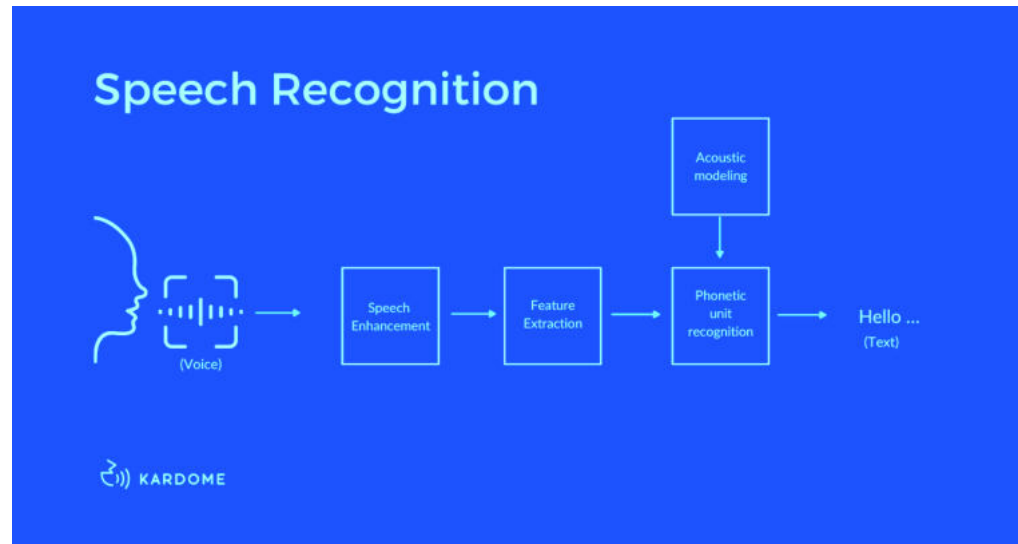 Speech Recognition
Acoustic
modeling
(Voice)
Speech
Enhancement
Feature
Extraction
Phonetic
unit
recognition
Hello ...
(Text)
KARDOME